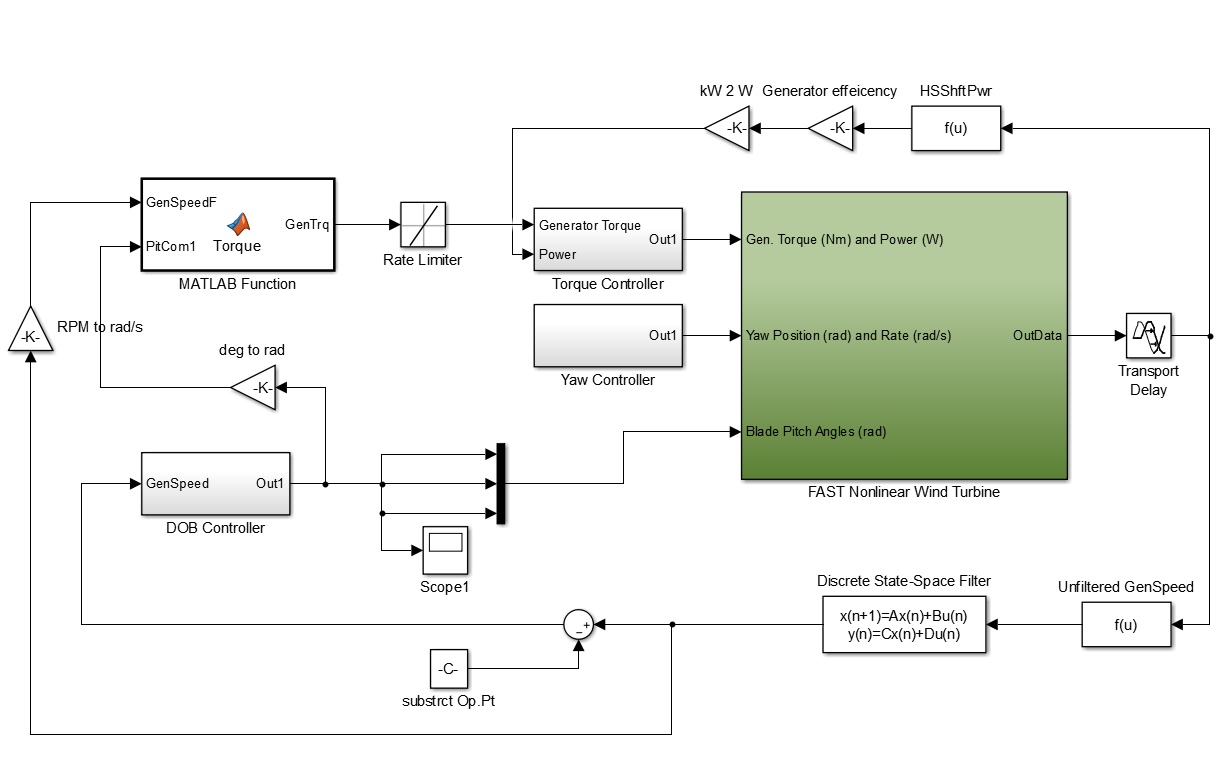 kW 2 W
Generator effeicency
HSShftPwr
-K-
-K-
f(u)
GenSpeedF
PitCom1
Torque
GenTrq
MATLAB Function
Rate Limiter
Generator Torque
Power
Out1
Torque Controller
Gen. Torque (Nm) and Power (W)
Yaw Position (rad) and Rate (rad/s)
Blade Pitch Angles (rad)
OutData
FAST Nonlinear Wind Turbine
Out1
Yaw Controller
Transport
Delay
-K-
RPM to rad/s
deg to rad
-K-
GenSpeed
Out1
DOB Controller
Scope1
Discrete State-Space Filter
x(n+1)=Ax(n)+Bu(n)
y(n)=Cx(n)+Du(n)
Unfiltered GenSpeed
f(u)
+
−
-C-
substrct Op.Pt